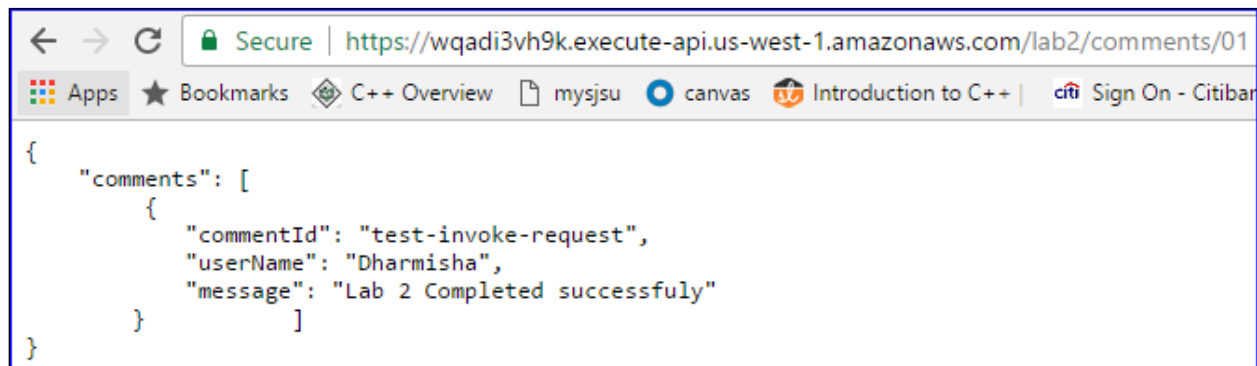 Secure | https://wqadi3vh9k.execute-api.us-west-1.amazonaws.com/lab2/comments/01
Apps Bookmarks C++ Overview mysjsu canvas Introduction to C++ | citi Sign On - Citibar
{
    "comments": [
        {
            "commentId": "test-invoke-request",
            "userName": "Dharmisha",
            "message": "Lab 2 Completed successfuly"
        }            ]
}